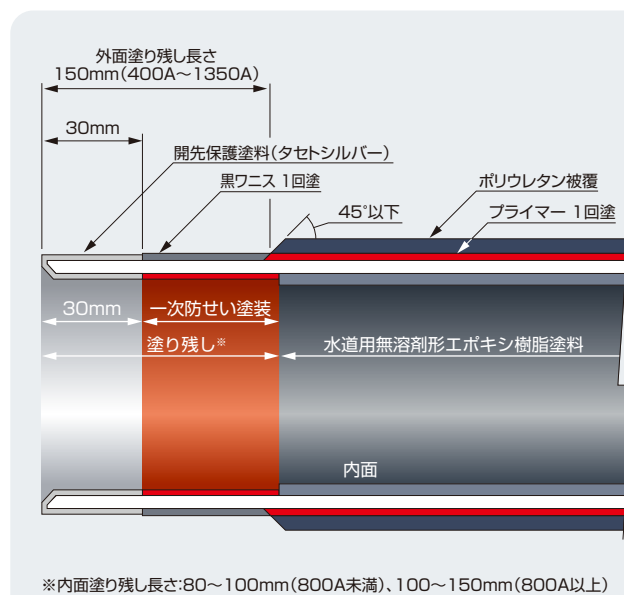 外面塗り残し長さ
150mm(400A〜1350A)
30mm
開先保護塗料(タセトシルバー)
黒ワニス 1回塗
ポリウレタン被覆
45°以下
プライマー 1回塗
30mm
一次防せい塗装
塗り残し※
水道用無溶剤形エポキシ樹脂塗料
内面
※内面塗り残し長さ:80〜100mm(800A未満)、100〜150mm(800A以上)